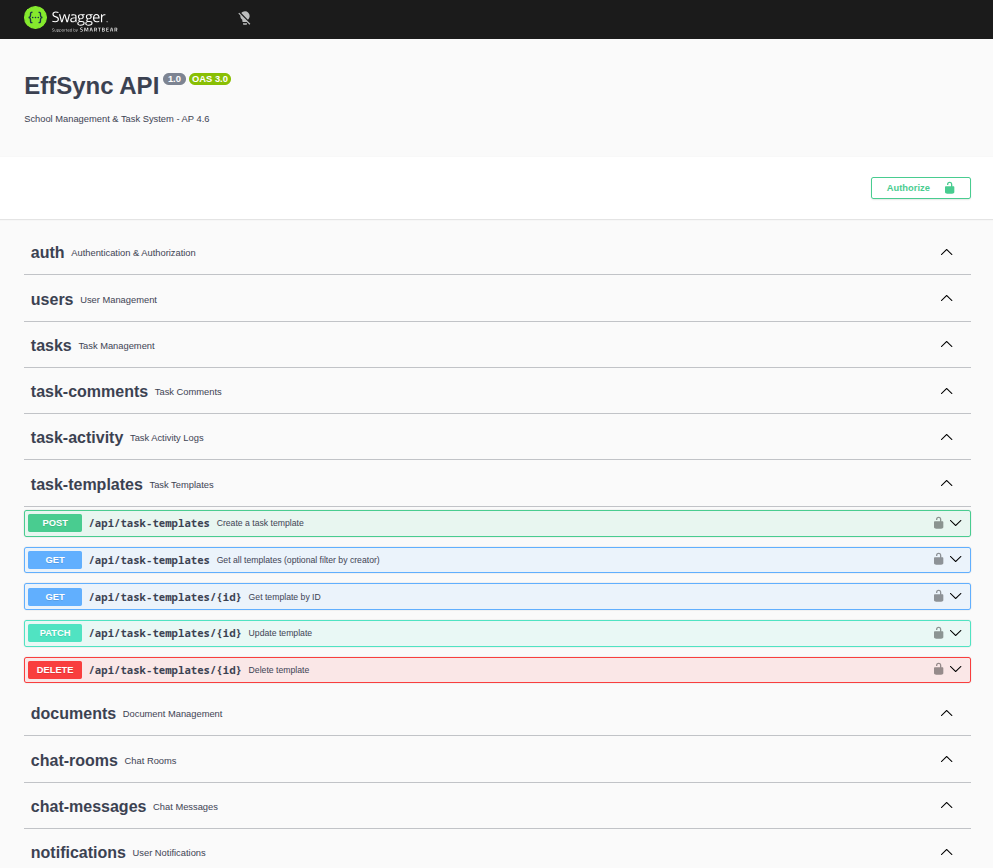 Swagger.
Supported by SMARTBEAR
EffSync API 1.0 OAS 3.0
School Management & Task System - AP 4.6
Authorize
auth Authentication & Authorization
users User Management
tasks Task Management
task-comments Task Comments
task-activity Task Activity Logs
task-templates Task Templates
POST /api/task-templates Create a task template
GET /api/task-templates Get all templates (optional filter by creator)
GET /api/task-templates/{id} Get template by ID
PATCH /api/task-templates/{id} Update template
DELETE /api/task-templates/{id} Delete template
documents Document Management
chat-rooms Chat Rooms
chat-messages Chat Messages
notifications User Notifications